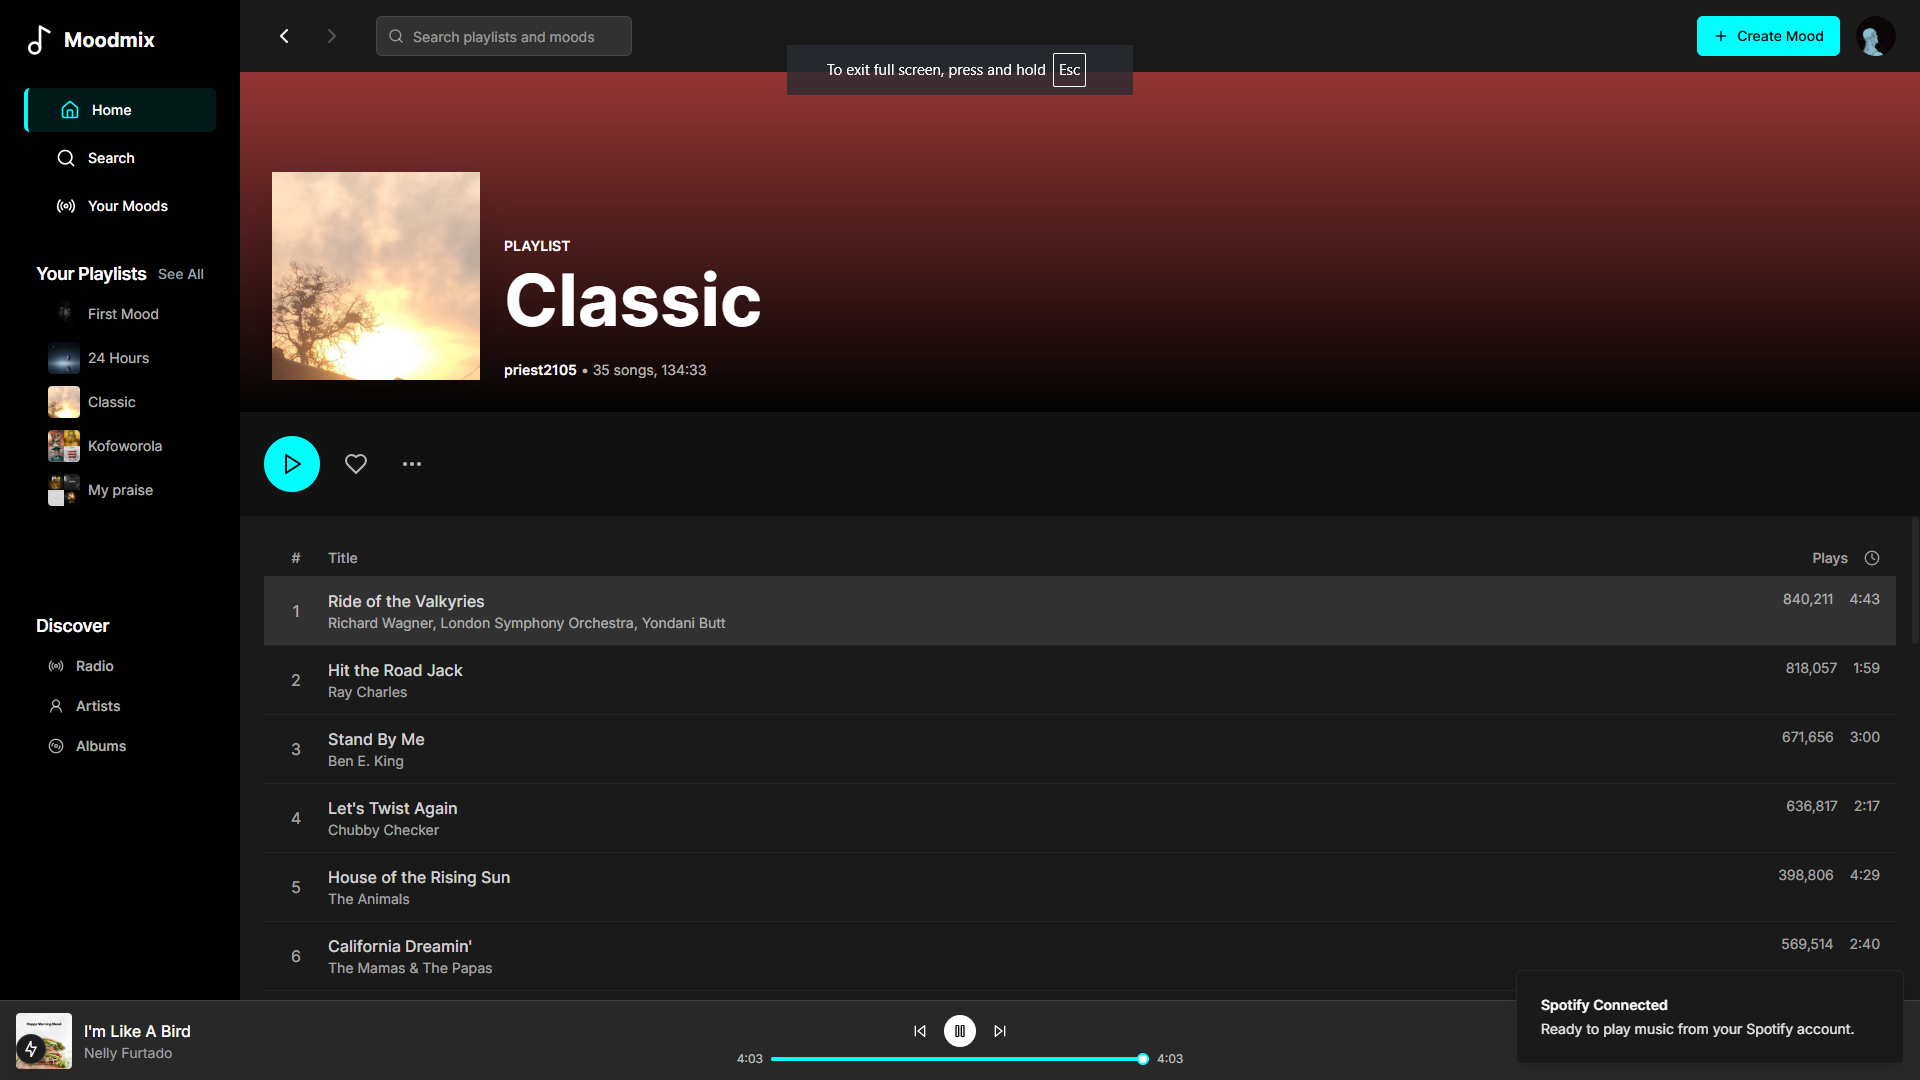 Moodmix
Search playlists and moods
Create Mood
To exit full screen, press and hold Esc
Home
Search
Your Moods
Your Playlists See All
First Mood
24 Hours
Classic
Kofoworola
My praise
Discover
Radio
Artists
Albums
PLAYLIST
Classic
priest2105 • 35 songs, 134:33
# Title Plays
1 Ride of the Valkyries 840,211 4:43
Richard Wagner, London Symphony Orchestra, Yondani Butt
2 Hit the Road Jack 818,057 1:59
Ray Charles
3 Stand By Me 671,656 3:00
Ben E. King
4 Let's Twist Again 636,817 2:17
Chubby Checker
5 House of the Rising Sun 398,806 4:29
The Animals
6 California Dreamin' 569,514 2:40
The Mamas & The Papas
Happy Morning Mood
I'm Like A Bird
Nelly Furtado
4:03 4:03
Spotify Connected
Ready to play music from your Spotify account.